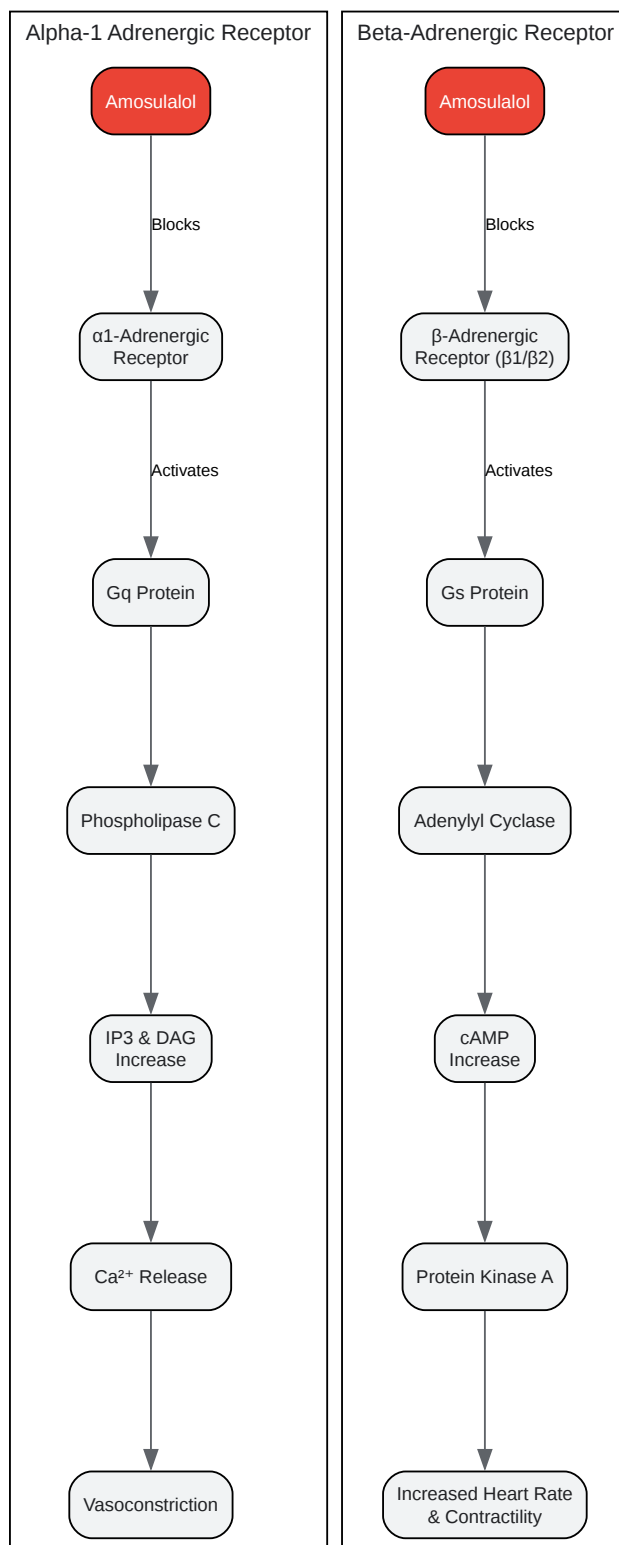 Alpha-1 Adrenergic Receptor
Amosulalol
Blocks
α1-Adrenergic
Receptor
Activates
Gq Protein
Phospholipase C
IP3 & DAG
Increase
Ca²⁺ Release
Vasoconstriction
Beta-Adrenergic Receptor
Amosulalol
Blocks
β-Adrenergic
Receptor (β1/β2)
Activates
Gs Protein
Adenylyl Cyclase
cAMP
Increase
Protein Kinase A
Increased Heart Rate
& Contractility